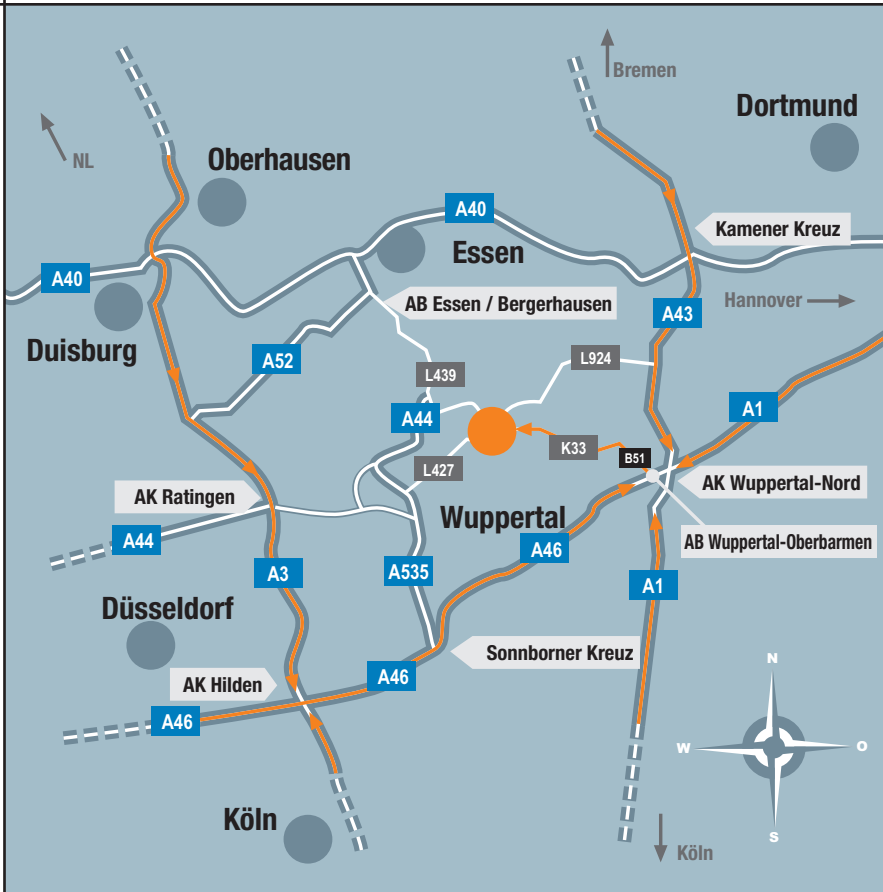 Bremen
Dortmund
NL
Oberhausen
A40
Kamener Kreuz
Essen
A40
AB Essen / Bergerhausen
Hannover
A43
Duisburg
A52
L924
L439
A1
A44
K33
B51
L427
AK Wuppertal-Nord
AK Ratingen
Wuppertal
A44
A46
AB Wuppertal-Oberbarmen
A3
A535
A1
Düsseldorf
Sonnborner Kreuz
N
AK Hilden
A46
A46
W
O
S
Köln
Köln